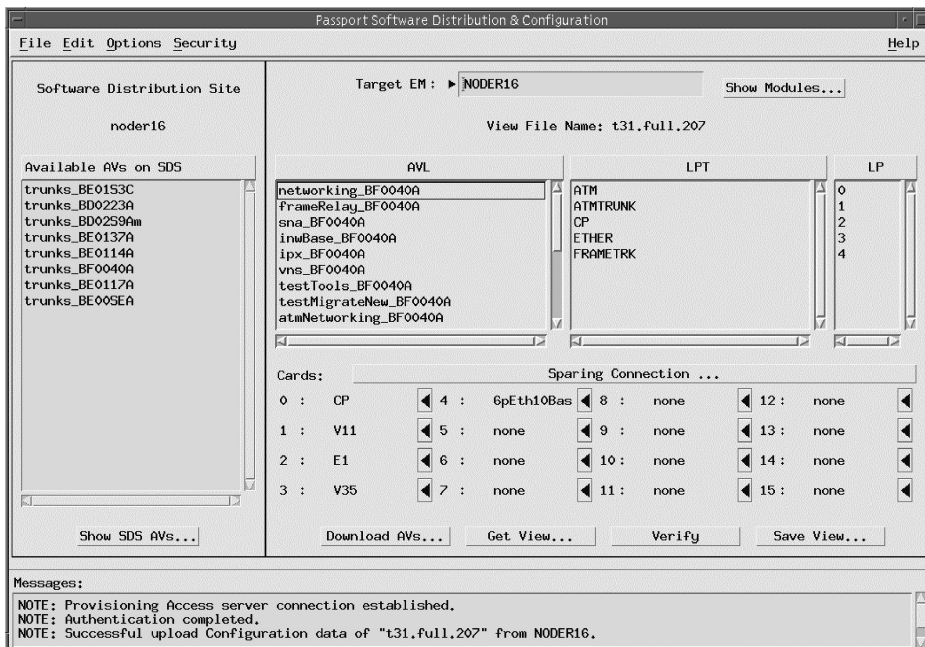 Passport Software Distribution & Configuration
File Edit Options Security Help
Software Distribution Site
noder16
Target EM : NODER16 Show Modules...
View File Name: t31.full.207
Available AVs on SDS
trunks_BE01S3C
trunks_BD0223A
trunks_BD02S9Am
trunks_BE0137A
trunks_BE0114A
trunks_BF0040A
trunks_BE0117A
trunks_BE00SEA
Show SDS AVs...
AVL
networking_BF0040A
frameRelay_BF0040A
sna_BF0040A
inwBase_BF0040A
ipx_BF0040A
vns_BF0040A
testTools_BF0040A
testMigrateNew_BF0040A
atmNetworking_BF0040A
LPT
ATM
ATMTRUNK
CP
ETHER
FRAMETRK
LP
0
1
2
3
4
Cards: Sparing Connection ...
0 : CP 4 : 6pEth10Bas 8 : none 12 : none
1 : V11 5 : none 9 : none 13 : none
2 : E1 6 : none 10 : none 14 : none
3 : V35 7 : none 11 : none 15 : none
Download AVs... Get View... Verify Save View...
Messages:
NOTE: Provisioning Access server connection established.
NOTE: Authentication completed.
NOTE: Successful upload Configuration data of "t31.full.207" from NODER16.